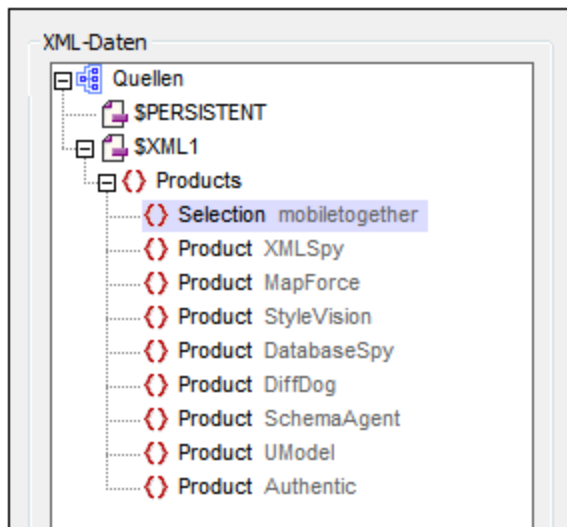 XML-Daten
Quellen
$PERSISTENT
$XML1
{} Products
{} Selection mobiletogether
{} Product XMLSpy
{} Product MapForce
{} Product StyleVision
{} Product DatabaseSpy
{} Product DiffDog
{} Product SchemaAgent
{} Product UModel
{} Product Authentic